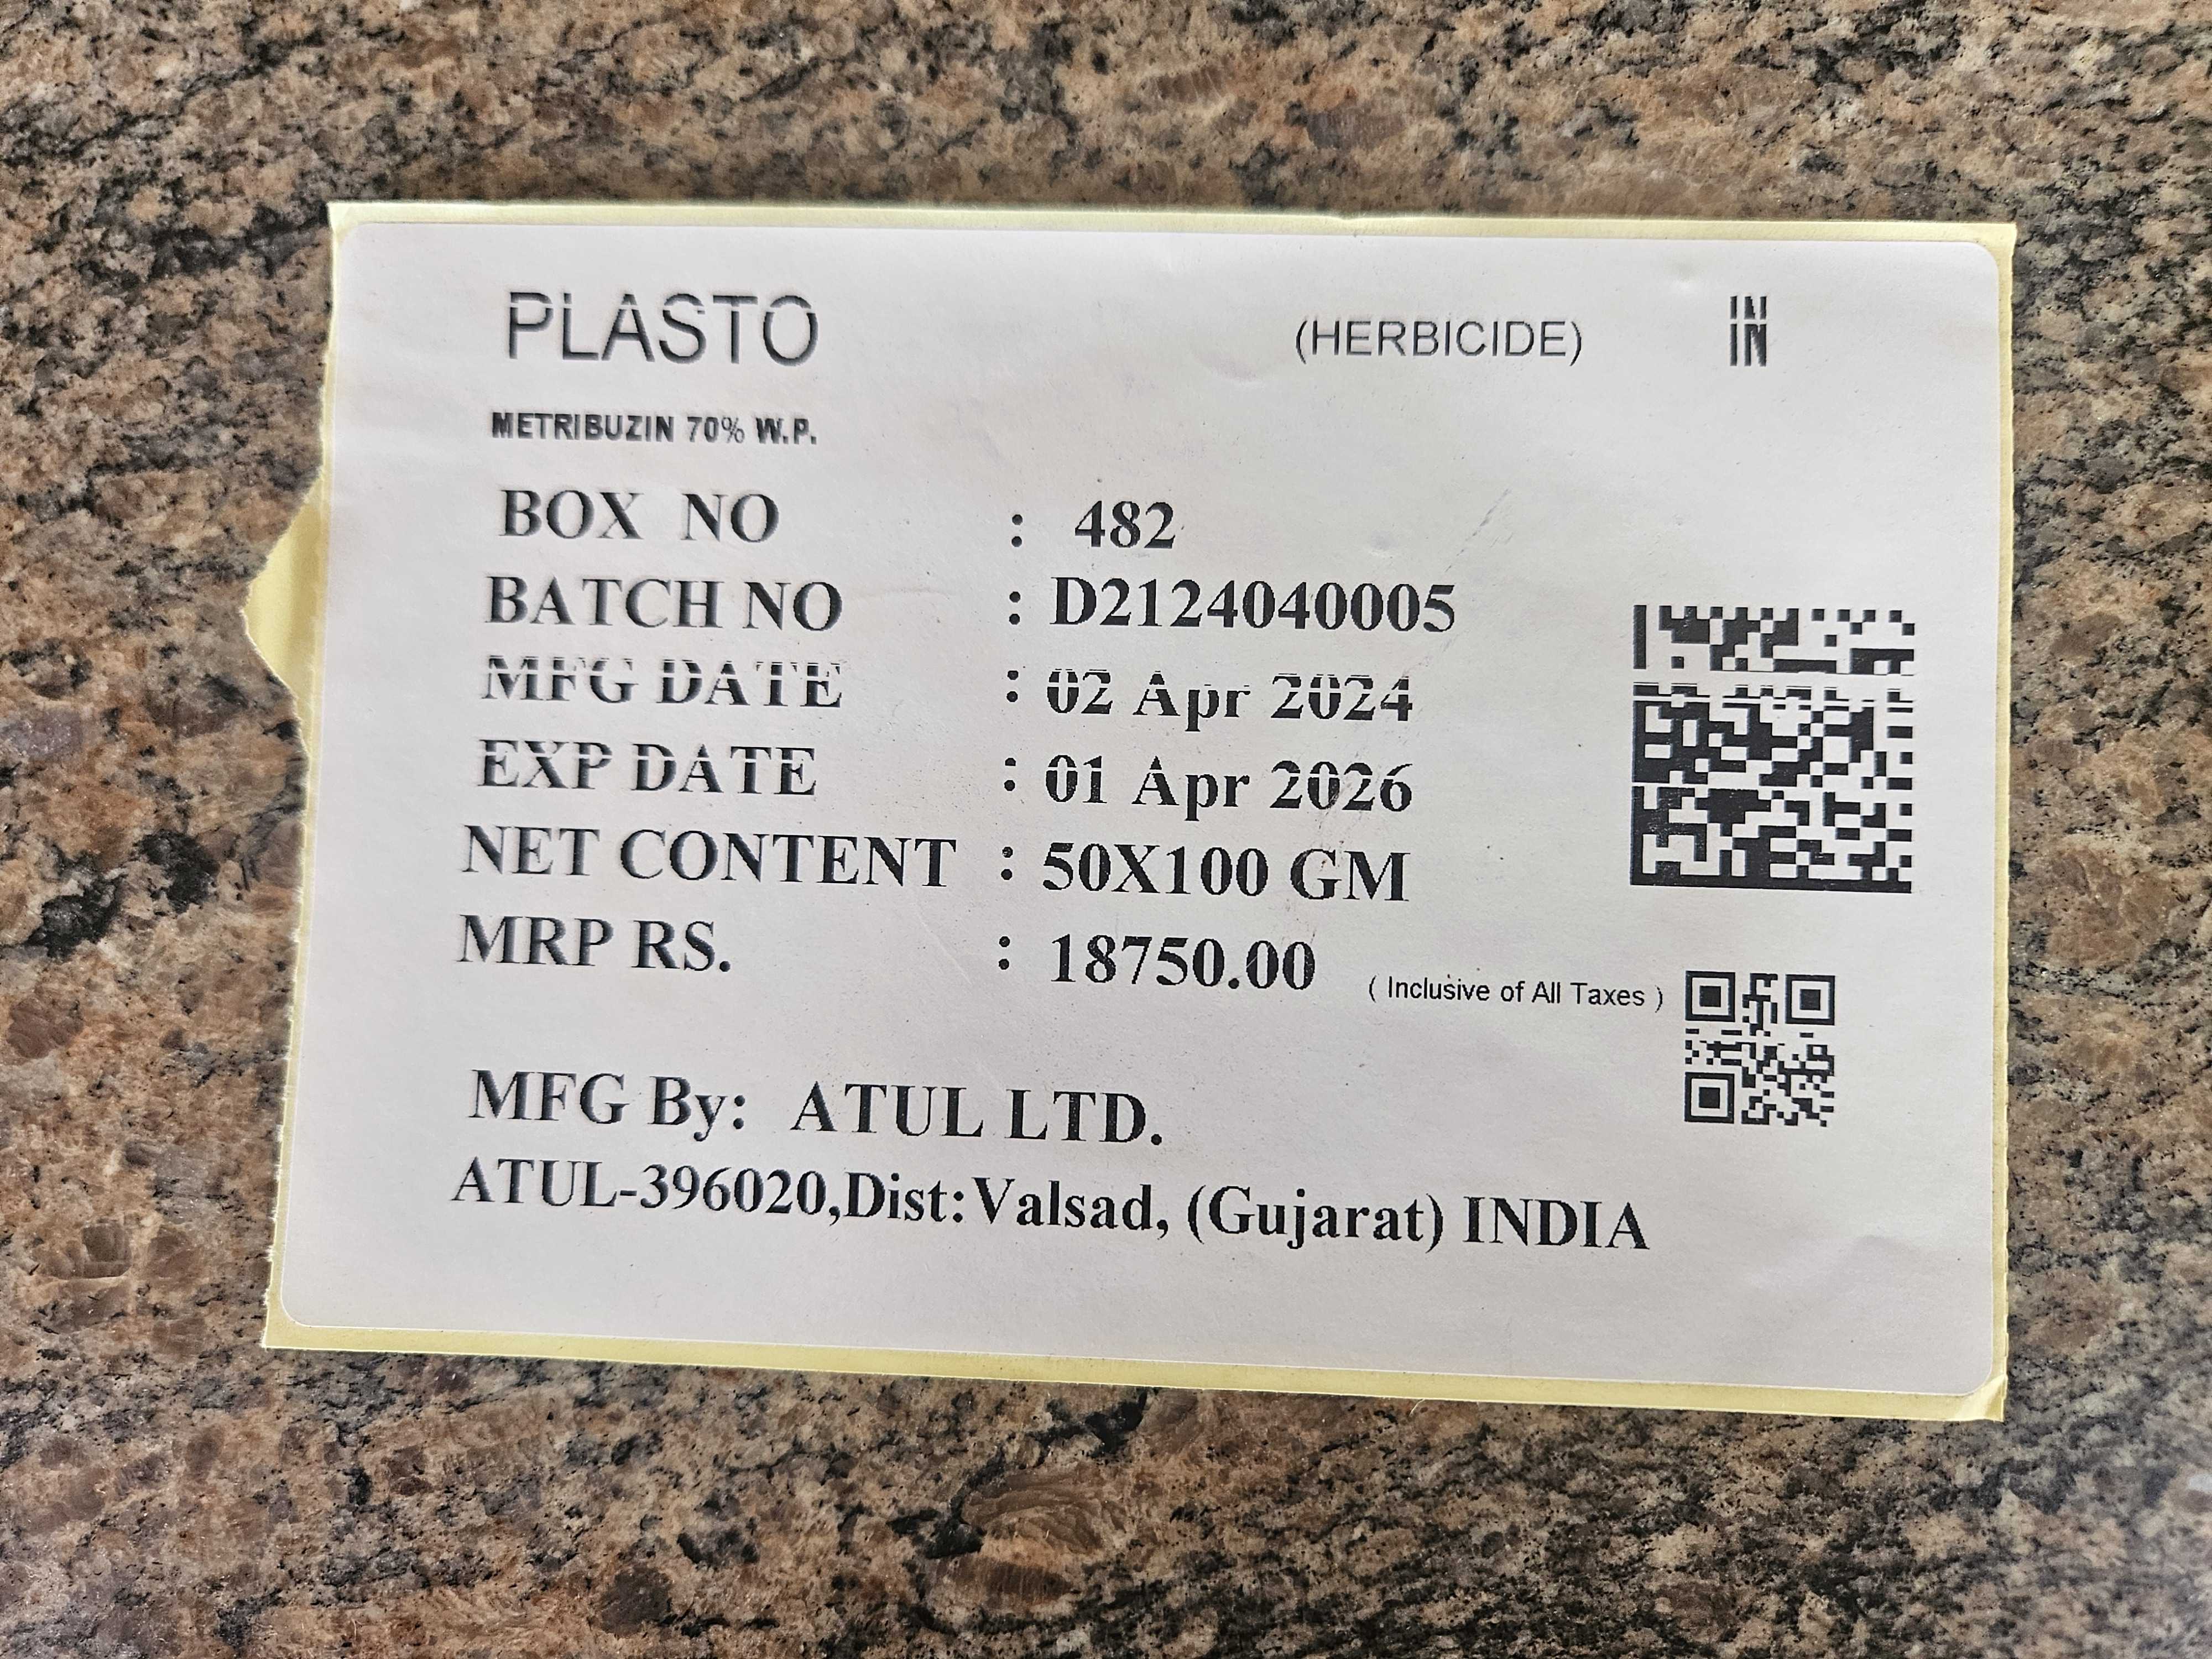 PLASTO (HERBICIDE) IN
METRIBUZIN 70% W.P.
BOX NO : 482
BATCH NO : D2124040005
MFG DATE : 02 Apr 2024
EXP DATE : 01 Apr 2026
NET CONTENT : 50X100 GM
MRP RS. : 18750.00 ( Inclusive of All Taxes )
MFG By: ATUL LTD.
ATUL-396020,Dist:Valsad, (Gujarat) INDIA